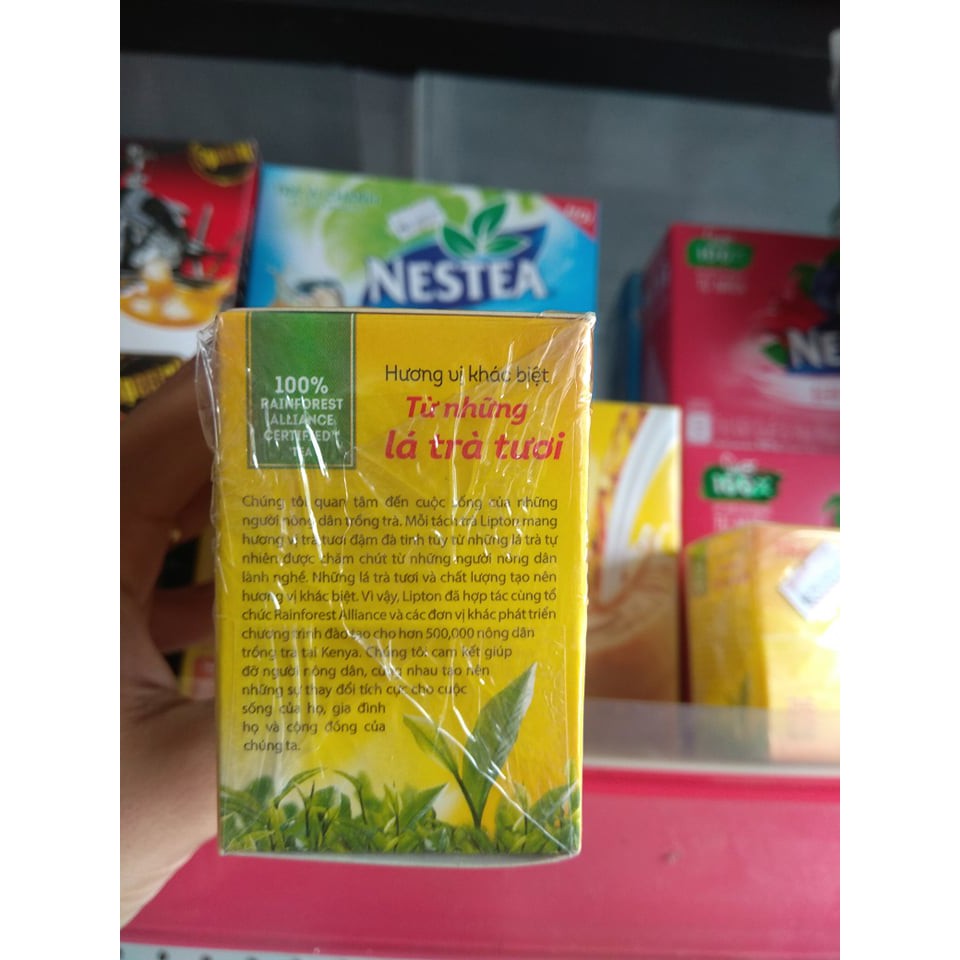 NESTEA
100%
RAINFOREST
ALLIANCE
CERTIFIED™
TEA
Hương vị khác biệt
Từ những
lá trà tươi
Chúng tôi quan tâm đến cuộc sống của những
người nông dân trồng trà. Mỗi tách trà Lipton mang
hương vị trà tươi đậm đà tinh túy từ những lá trà tự
nhiên được chăm chút từ những người nông dân
lành nghề. Những lá trà tươi và chất lượng tạo nên
hương vị khác biệt. Vì vậy, Lipton đã hợp tác cùng tổ
chức Rainforest Alliance và các đơn vị khác phát triển
chương trình đào tạo cho hơn 500,000 nông dân
trồng trà tại Kenya. Chúng tôi cam kết giúp
đỡ người nông dân, cùng nhau tạo nên
những sự thay đổi tích cực cho cuộc
sống của họ, gia đình
họ và cộng đồng của
chúng ta.
NE
100%